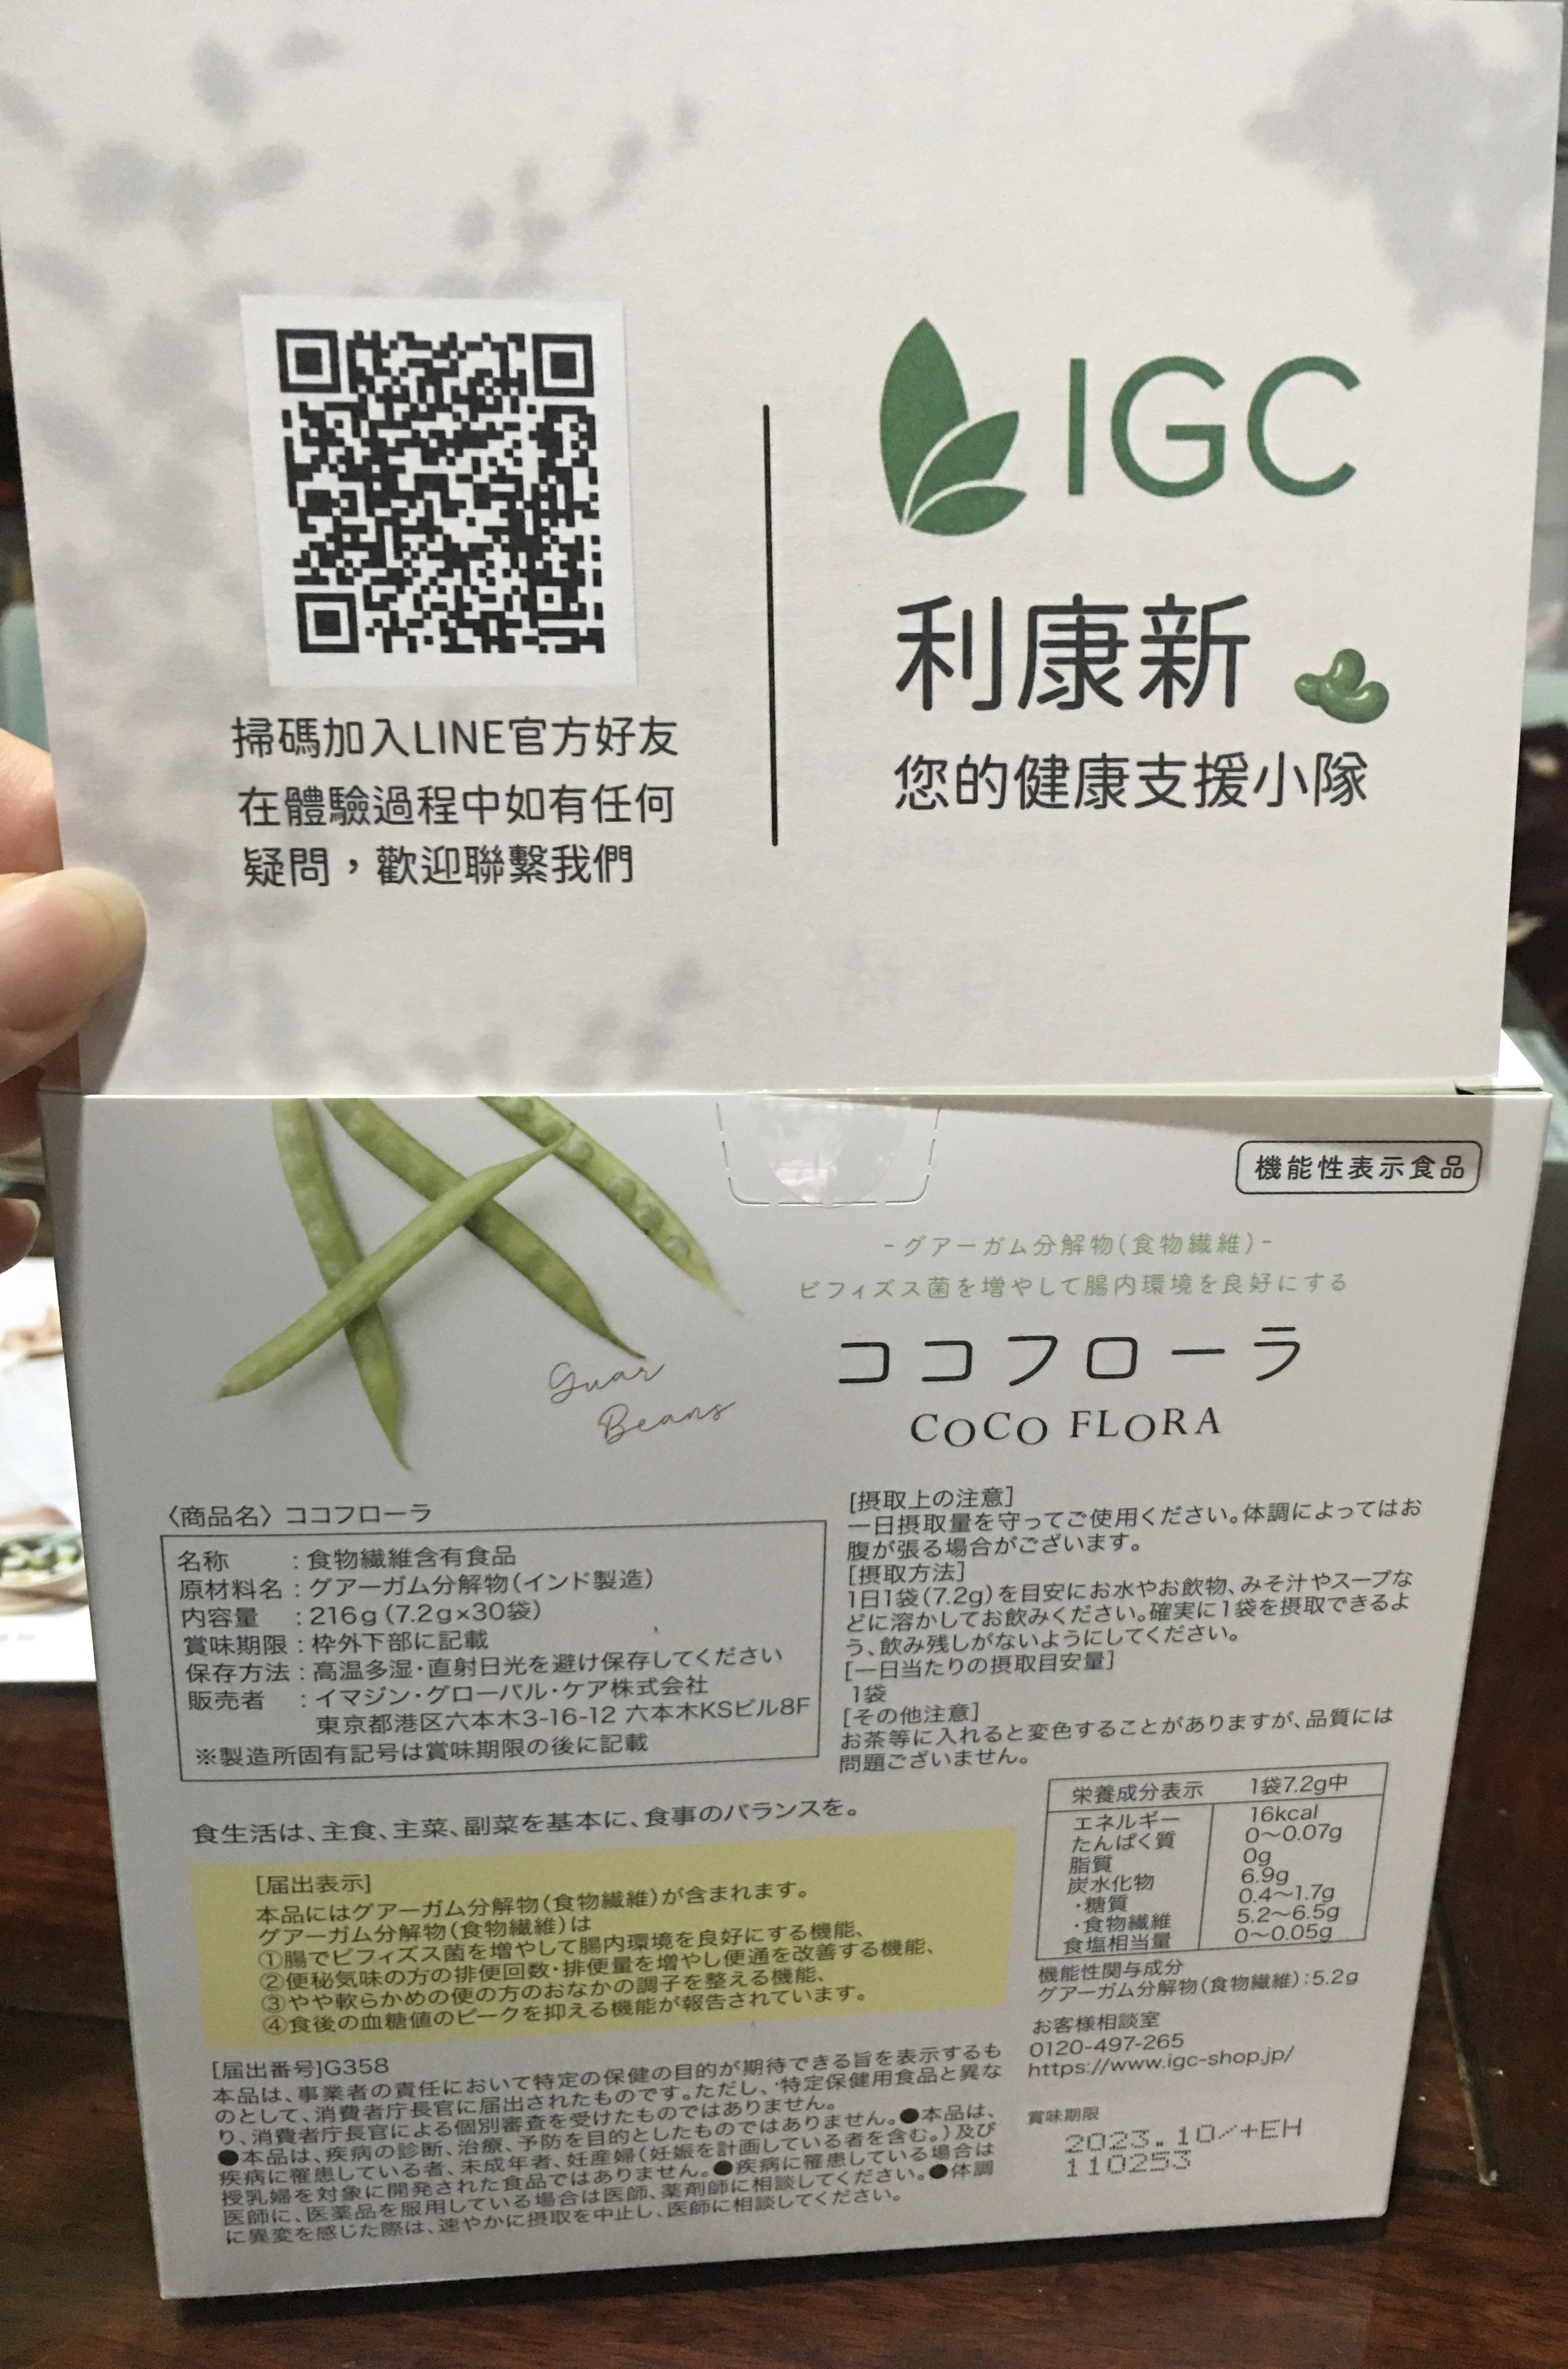 掃碼加入LINE官方好友
在體驗過程中如有任何
疑問，歡迎聯繫我們
IGC
利康新
您的健康支援小隊
機能性表示食品
-グアーガム分解物(食物繊維)-
ビフィズス菌を増やして腸内環境を良好にする
ココフローラ
COCO FLORA
Guar
Beans
〈商品名〉ココフローラ
名称 : 食物繊維含有食品
原材料名 : グアーガム分解物(インド製造)
内容量 : 216g(7.2g×30袋)
賞味期限 : 枠外下部に記載
保存方法 : 高温多湿・直射日光を避け保存してください
販売者 : イマジン・グローバル・ケア株式会社
東京都港区六本木3-16-12 六本木KSビル8F
※製造所固有記号は賞味期限の後に記載
[摂取上の注意]
一日摂取量を守ってご使用ください。体調によってはお
腹が張る場合がございます。
[摂取方法]
1日1袋(7.2g)を目安にお水やお飲物、みそ汁やスープな
どに溶かしてお飲みください。確実に1袋を摂取できるよ
う、飲み残しがないようにしてください。
[一日当たりの摂取目安量]
1袋
[その他注意]
お茶等に入れると変色することがありますが、品質には
問題ございません。
食生活は、主食、主菜、副菜を基本に、食事のバランスを。
[届出表示]
本品にはグアーガム分解物(食物繊維)が含まれます。
グアーガム分解物(食物繊維)は
①腸でビフィズス菌を増やして腸内環境を良好にする機能、
②便秘気味の方の排便回数・排便量を増やし便通を改善する機能、
③やや軟らかめの便の方のおなかの調子を整える機能、
④食後の血糖値のピークを抑える機能が報告されています。
栄養成分表示 1袋7.2g中
エネルギー 16kcal
たんぱく質 0〜0.07g
脂質 0g
炭水化物 6.9g
・糖質 0.4〜1.7g
・食物繊維 5.2〜6.5g
食塩相当量 0〜0.05g
機能性関与成分
グアーガム分解物(食物繊維):5.2g
お客様相談室
0120-497-265
https://www.igc-shop.jp/
[届出番号]G358
本品は、事業者の責任において特定の保健の目的が期待できる旨を表示するも
のとして、消費者庁長官に届出されたものです。ただし、特定保健用食品と異な
り、消費者庁長官による個別審査を受けたものではありません。
●本品は、疾病の診断、治療、予防を目的としたものではありません。●本品は、
疾病に罹患している者、未成年者、妊産婦(妊娠を計画している者を含む。)及び
授乳婦を対象に開発された食品ではありません。●疾病に罹患している場合は
医師に、医薬品を服用している場合は医師、薬剤師に相談してください。●体調
に異変を感じた際は、速やかに摂取を中止し、医師に相談してください。
賞味期限
2023.10/+EH
110253